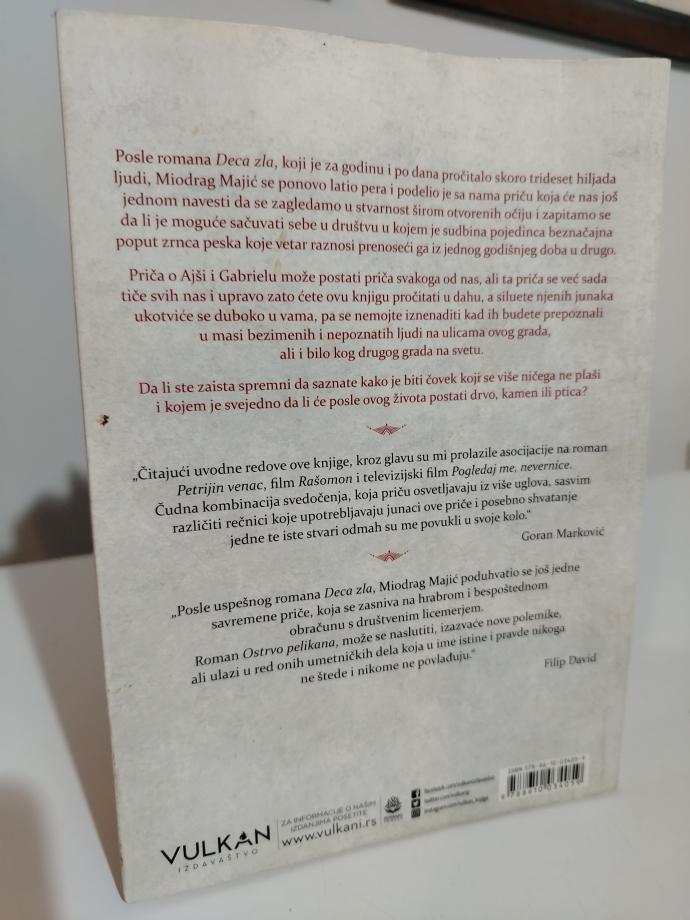 Posle romana Deca zla, koji je za godinu i po dana pročitalo skoro trideset hiljada
ljudi, Miodrag Majić se ponovo latio pera i podelio je sa nama priču koja će nas još
jednom navesti da se zagledamo u stvarnost širom otvorenih očiju i zapitamo se
da li je moguće sačuvati sebe u društvu u kojem je sudbina pojedinca beznačajna
poput zrnca peska koje vetar raznosi prenoseći ga iz jednog godišnjeg doba u drugo.
Priča o Ajši i Gabrielu može postati priča svakoga od nas, ali ta priča se već sada
tiče svih nas i upravo zato ćete ovu knjigu pročitati u dahu, a siluete njenih junaka
ukotviće se duboko u vama, pa se nemojte iznenaditi kad ih budete prepoznali
u masi bezimenih i nepoznatih ljudi na ulicama ovog grada,
ali i bilo kog drugog grada na svetu.
Da li ste zaista spremni da saznate kako je biti čovek koji se više ničega ne plaši
i kojem je svejedno da li će posle ovog života postati drvo, kamen ili ptica?
„Čitajući uvodne redove ove knjige, kroz glavu su mi prolazile asocijacije na roman
Petrijin venac, film Rašomon i televizijski film Pogledaj me, nevernice.
Čudna kombinacija svedočenja, koja priču osvetljavaju iz više uglova, sasvim
različiti rečnici koje upotrebljavaju junaci ove priče i posebno shvatanje
jedne te iste stvari odmah su me povukli u svoje kolo.“
Goran Marković
„Posle uspešnog romana Deca zla, Miodrag Majić poduhvatio se još jedne
savremene priče, koja se zasniva na hrabrom i bespoštednom
obračunu s društvenim licemerjem.
Roman Ostrvo pelikana, može se naslutiti, izazvaće nove polemike,
ali ulazi u red onih umetničkih dela koja u ime istine i pravde nikoga
ne štede i nikome ne povlađuju.“
Filip David
VULKAN
IZDAVAŠTVO
ZA INFORMACIJE O NAŠIM
IZDANJIMA POSETITE
www.vulkani.rs
ISBN 978-86-10-03405-9
9 788610 034059